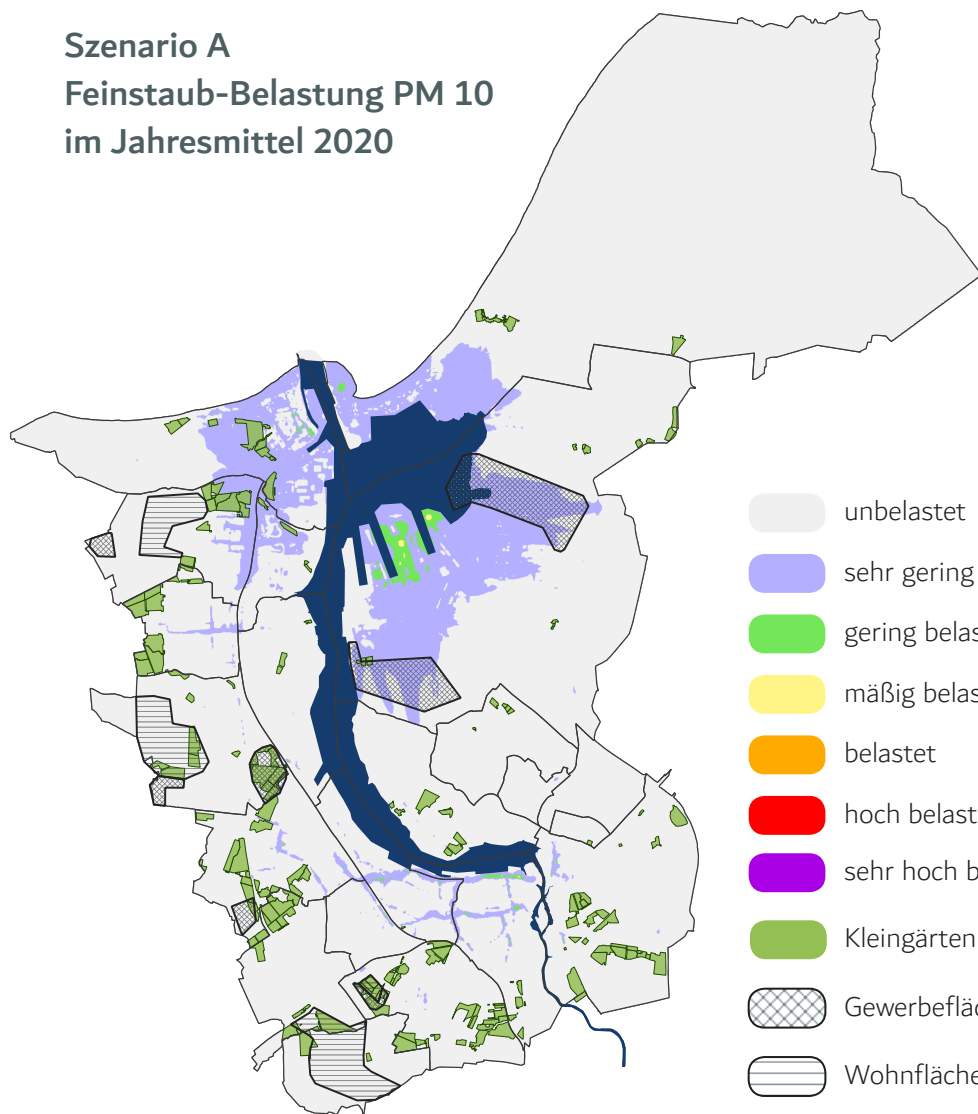 Szenario A
Feinstaub-Belastung PM 10
im Jahresmittel 2020
unbelastet
sehr gering
gering belas
mäßig belas
belastet
hoch belast
sehr hoch b
Kleingärten
Gewerbefläc
Wohnfläche